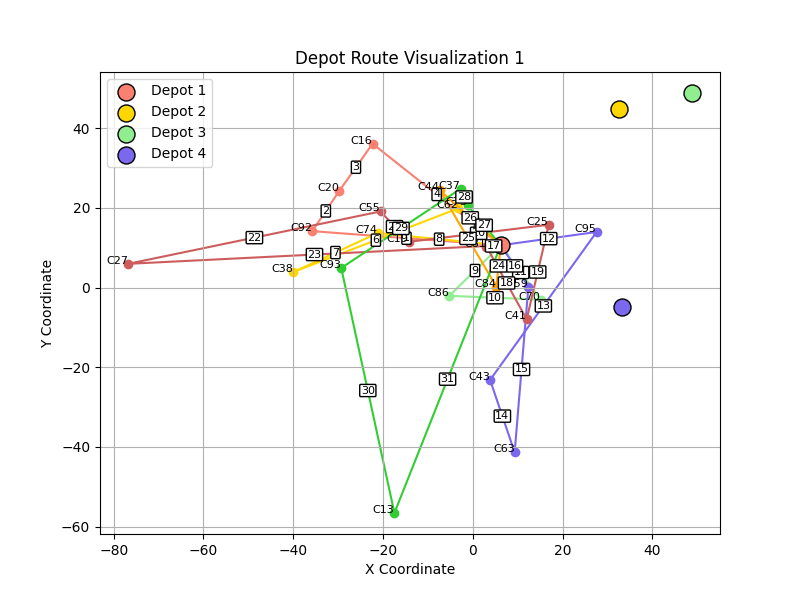 Depot Route Visualization 1
Depot 1
Depot 2
Depot 3
Depot 4
Y Coordinate
40
20
0
−20
−40
−60
−80
−60
−40
−20
0
20
40
X Coordinate
C16
C20
C92
C55
C74
C27
C38
C93
C44
C37
C25
C95
C86
C84
C70
C41
C43
C63
C13
2
3
4
6
7
8
9
10
12
13
14
15
16
17
18
19
22
23
24
25
26
27
28
29
30
31